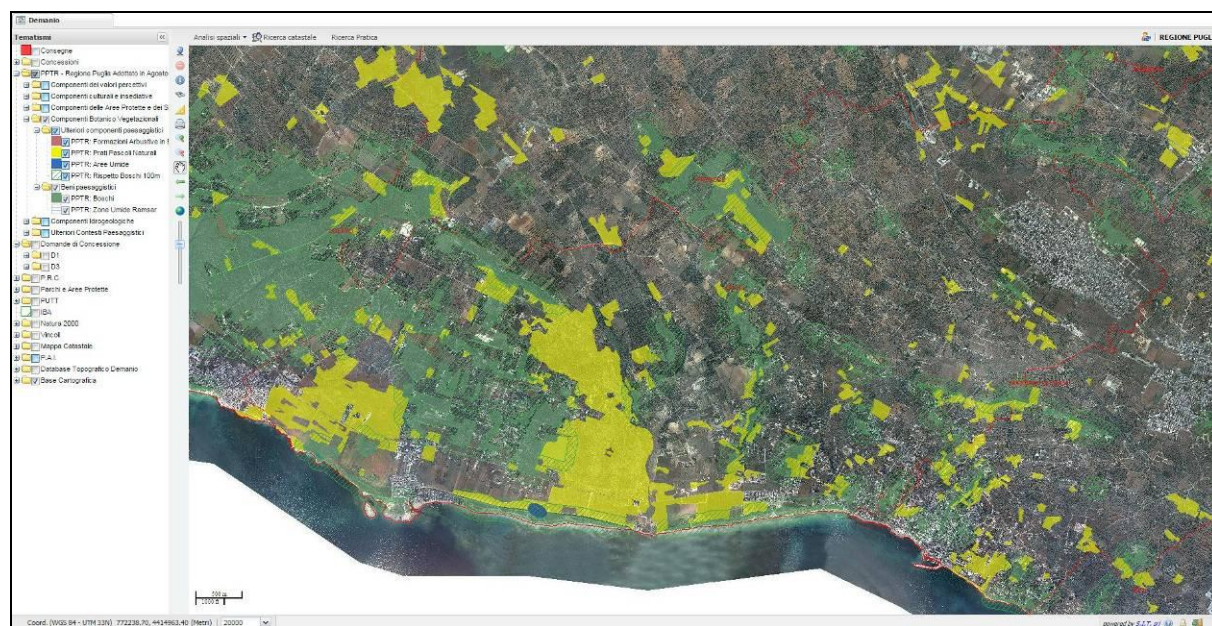 Demanio
Tematismi
Analisi spaziali
Ricerca catastale
Ricerca Pratica
REGIONE PUGL
Consegne
Concessioni
PPTR - Regione Puglia Adottato in Agosto
Componenti dei valori percettivi
Componenti culturali e insediative
Componenti delle Aree Protette e dei S
Componenti Botanico Vegetazionali
Ulteriori componenti paesaggistici
PPTR: Formazioni Arbustive in E
PPTR: Prati Pascoli Naturali
PPTR: Aree Umide
PPTR: Rispetto Boschi 100m
Beni paesaggistici
PPTR: Boschi
PPTR: Zone Umide Ramsar
Componenti Idrogeologiche
Ulteriori Contesti Paesaggistici
Domande di Concessione
D1
D3
P.R.C.
Parchi e Aree Protette
PUTT
IBA
Natura 2000
Vincoli
Mappa Catastale
P.A.I.
Database Topografico Demanio
Base Cartografica
500 m
1000 ft
Coord. (WGS 84 - UTM 33N) 772238.70, 4414963.40 (Metri)
20000
powered by S.I.T. srl